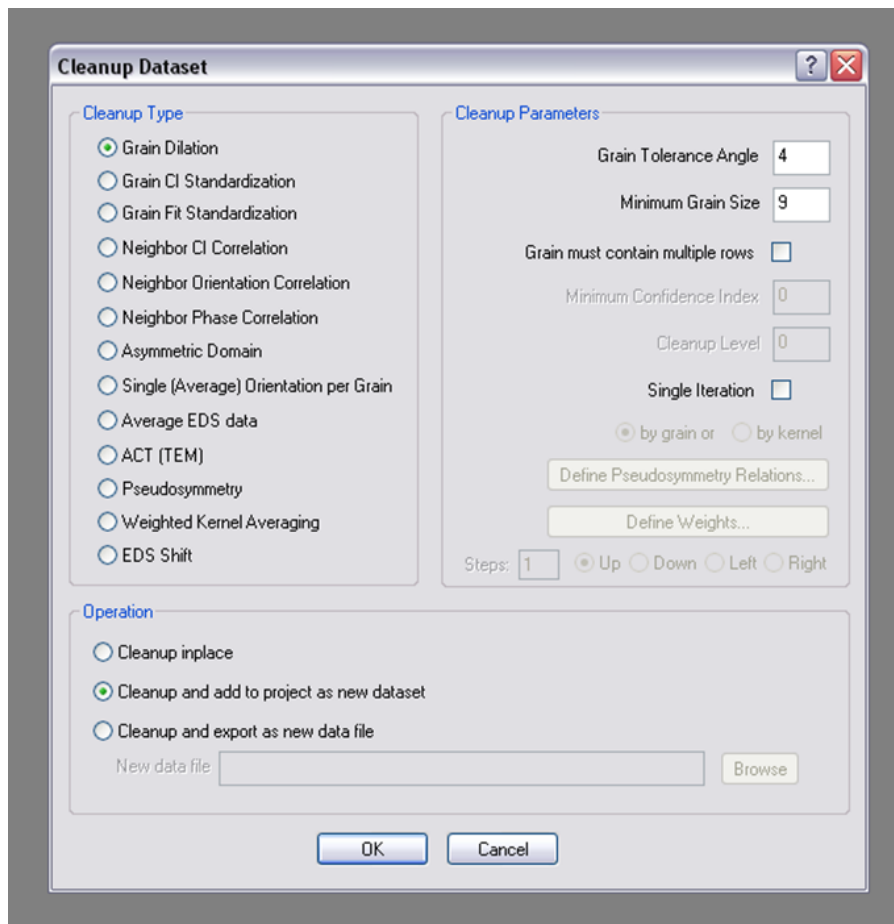 Cleanup Dataset
Cleanup Type
Grain Dilation
Grain CI Standardization
Grain Fit Standardization
Neighbor CI Correlation
Neighbor Orientation Correlation
Neighbor Phase Correlation
Asymmetric Domain
Single (Average) Orientation per Grain
Average EDS data
ACT (TEM)
Pseudosymmetry
Weighted Kernel Averaging
EDS Shift
Cleanup Parameters
Grain Tolerance Angle 4
Minimum Grain Size 9
Grain must contain multiple rows
Minimum Confidence Index 0
Cleanup Level 0
Single Iteration
by grain or by kernel
Define Pseudosymmetry Relations...
Define Weights...
Steps: 1 Up Down Left Right
Operation
Cleanup inplace
Cleanup and add to project as new dataset
Cleanup and export as new data file
New data file Browse
OK Cancel